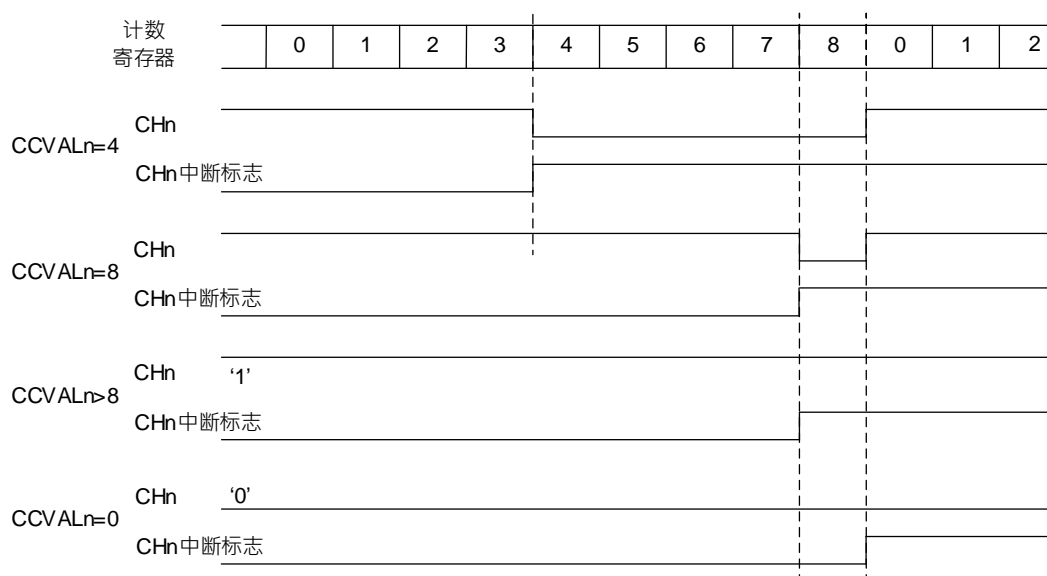 计数
寄存器
0 1 2 3 4 5 6 7 8 0 1 2
CCVALn=4
CHn
CHn中断标志
CCVALn=8
CHn
CHn中断标志
CCVALn>8
CHn ‘1’
CHn中断标志
CCVALn=0
CHn ‘0’
CHn中断标志